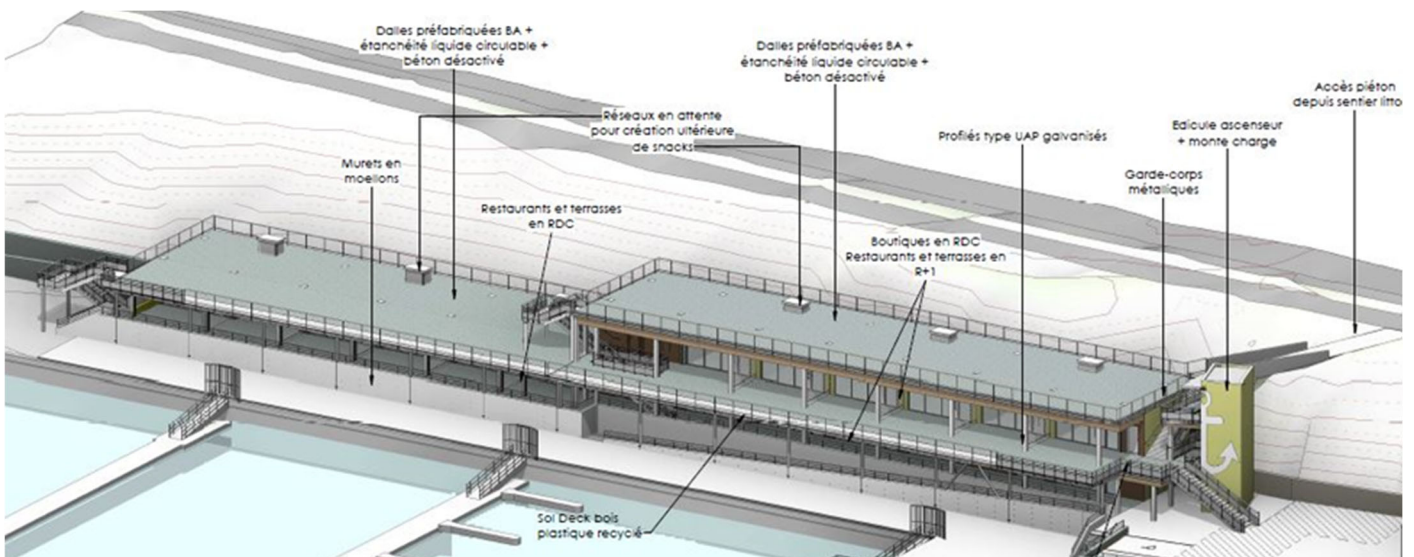 Dalles préfabriquées BA +
étanchéité liquide circulable +
béton désactivé
Dalles préfabriquées BA +
étanchéité liquide circulable +
béton désactivé
Réseaux en attente
pour création ultérieure
de snacks
Profilés type UAP galvanisés
Accès piéton
depuis sentier litto
Edicule ascenseur
+ monte charge
Garde-corps
métalliques
Murets en
moellons
Restaurants et terrasses
en RDC
Boutiques en RDC
Restaurants et terrasses en
R+1
Sol Deck bois
plastique recyclé